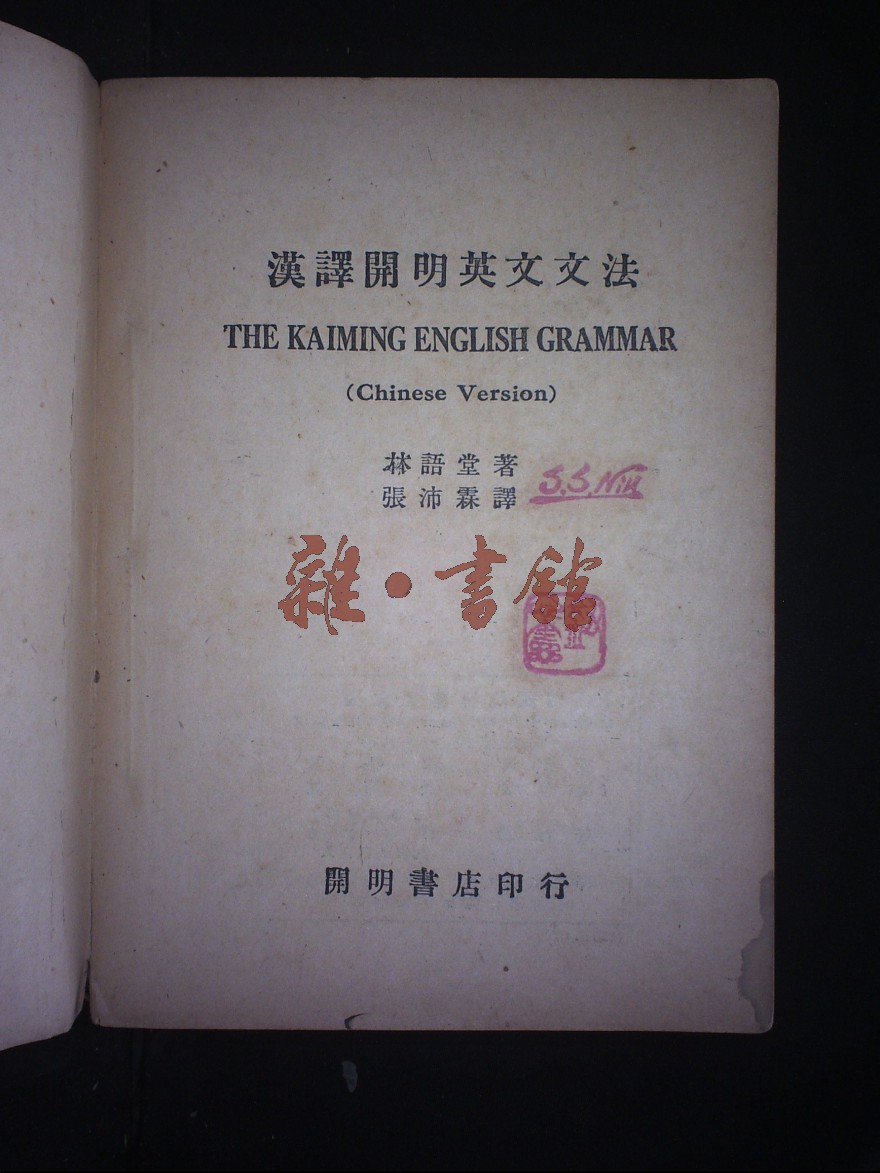 漢譯開明英文文法
THE KAIMING ENGLISH GRAMMAR
(Chinese Version)
林語堂著
張沛霖譯
S.S.Nih
雜·書館
開明書店印行